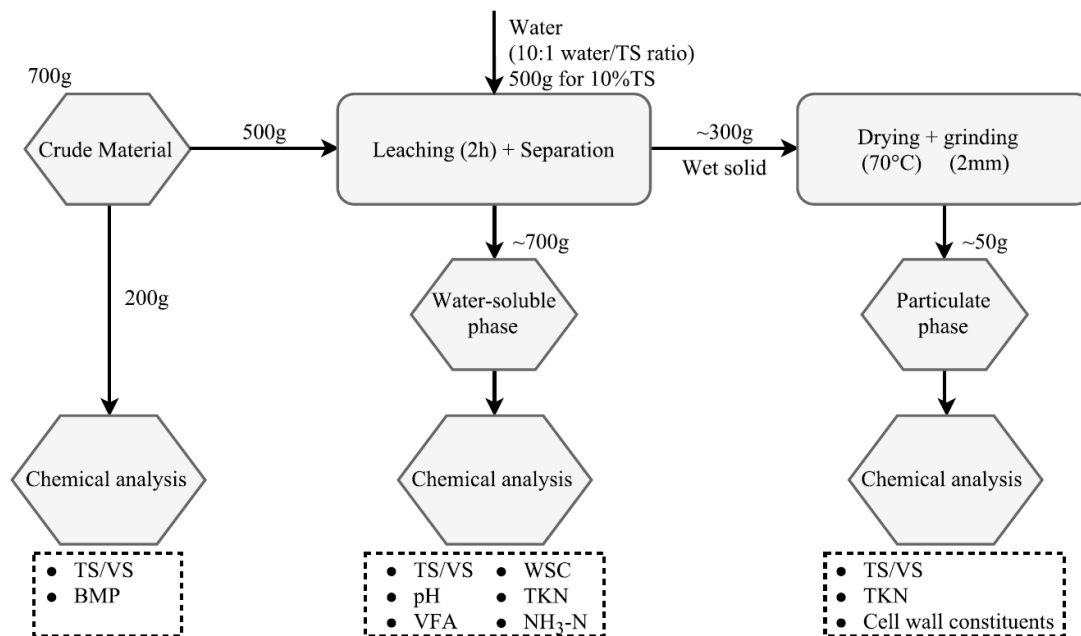 Water
(10:1 water/TS ratio)
500g for 10%TS
700g
Crude Material
500g
Leaching (2h) + Separation
~300g
Wet solid
Drying + grinding
(70°C) (2mm)
200g
~700g
Water-soluble
phase
~50g
Particulate
phase
Chemical analysis
Chemical analysis
Chemical analysis
● TS/VS
● BMP
● TS/VS ● WSC
● pH ● TKN
● VFA ● NH₃-N
● TS/VS
● TKN
● Cell wall constituents